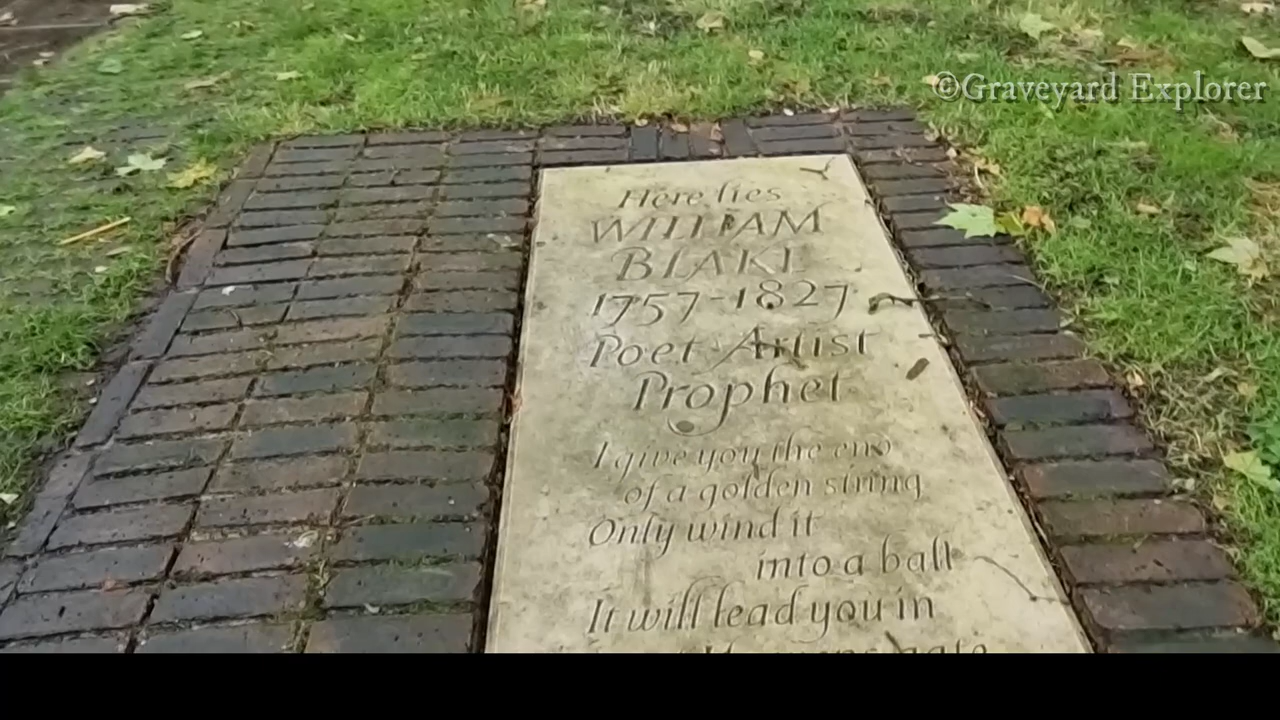 ©Graveyard Explorer
Here lies
WILLIAM
BLAKE
1757-1827
Poet·Artist
Prophet
I give you the end
of a golden string
Only wind it
into a ball
It will lead you in
gate